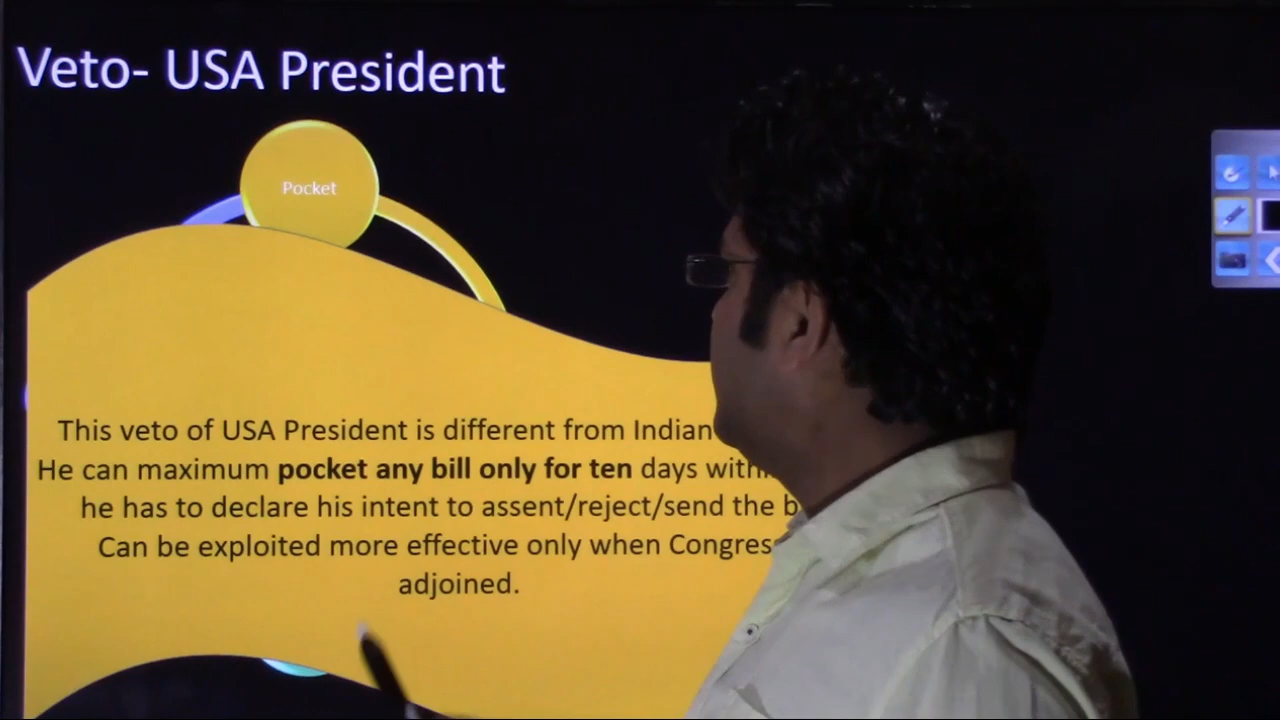 Veto- USA President
Pocket
This veto of USA President is different from Indian
He can maximum pocket any bill only for ten days
he has to declare his intent to assent/reject/send the
Can be exploited more effective only when
adjoined.